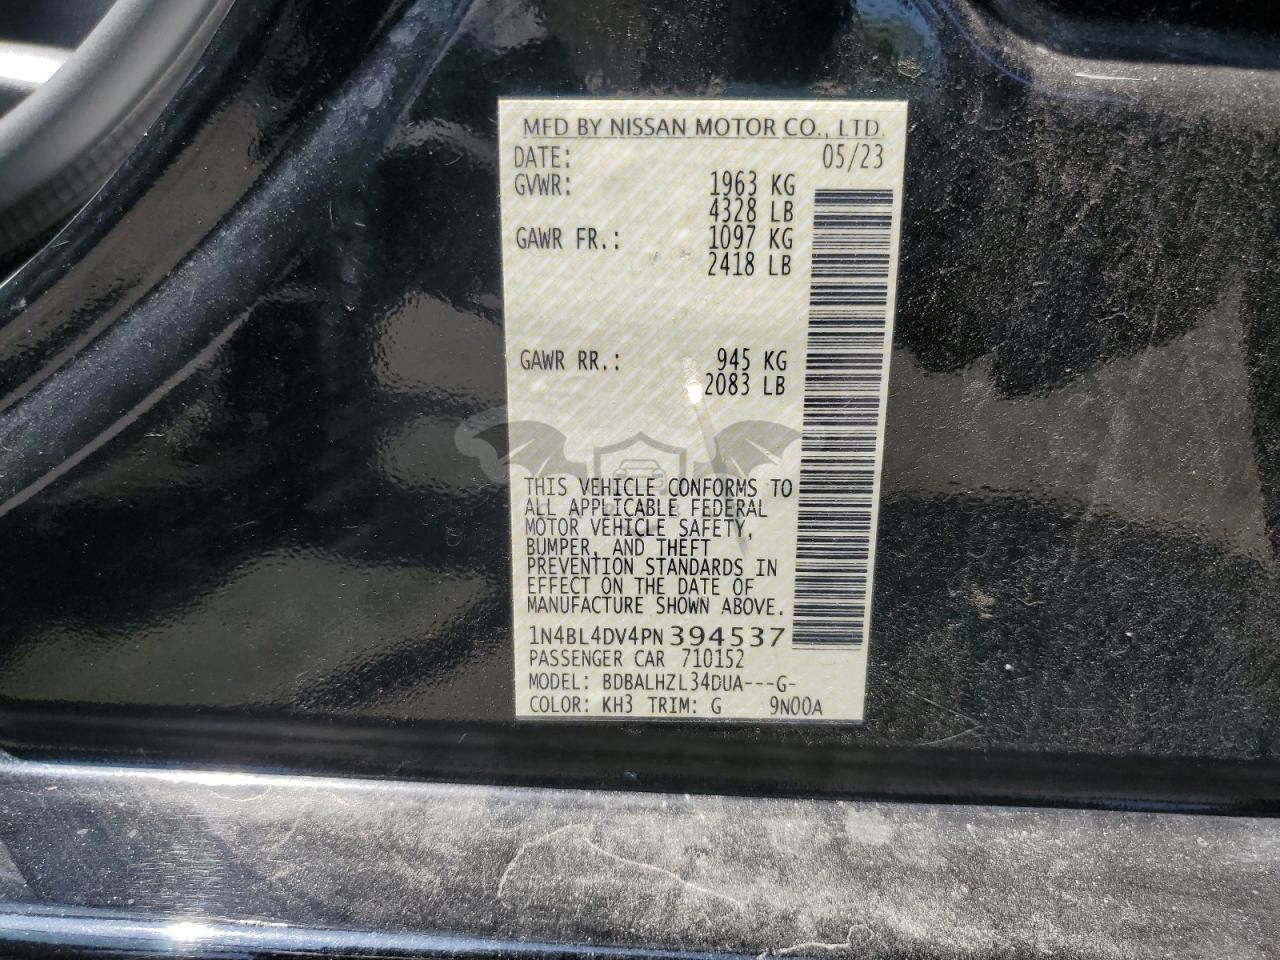 MFD BY NISSAN MOTOR CO., LTD.
DATE: 05/23
GVWR: 1963 KG
4328 LB
GAWR FR.: 1097 KG
2418 LB
GAWR RR.: 945 KG
2083 LB
THIS VEHICLE CONFORMS TO
ALL APPLICABLE FEDERAL
MOTOR VEHICLE SAFETY,
BUMPER, AND THEFT
PREVENTION STANDARDS IN
EFFECT ON THE DATE OF
MANUFACTURE SHOWN ABOVE.
1N4BL4DV4PN394537
PASSENGER CAR 710152
MODEL: BDBALHZL34DUA---G-
COLOR: KH3 TRIM: G 9N00A